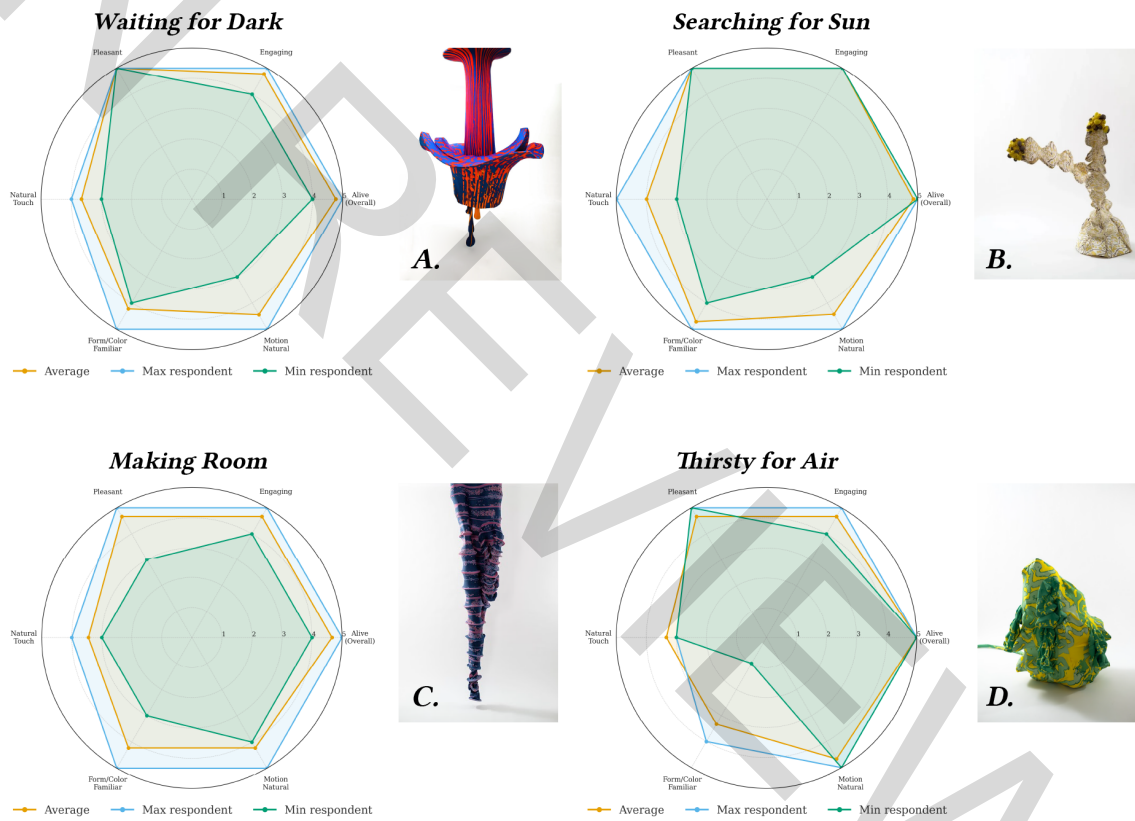 Waiting for Dark
Searching for Sun
Pleasant
Engaging
Natural
Touch
1 2 3 4 5
Alive
(Overall)
Form/Color
Familiar
Motion
Natural
Average
Max respondent
Min respondent
A.
Pleasant
Engaging
Natural
Touch
1 2 3 4 5
Alive
(Overall)
Form/Color
Familiar
Motion
Natural
Average
Max respondent
Min respondent
B.
Making Room
Thirsty for Air
Pleasant
Engaging
Natural
Touch
1 2 3 4 5
Alive
(Overall)
Form/Color
Familiar
Motion
Natural
Average
Max respondent
Min respondent
C.
Pleasant
Engaging
Natural
Touch
1 2 3 4 5
Alive
(Overall)
Form/Color
Familiar
Motion
Natural
Average
Max respondent
Min respondent
D.
PREVIEW